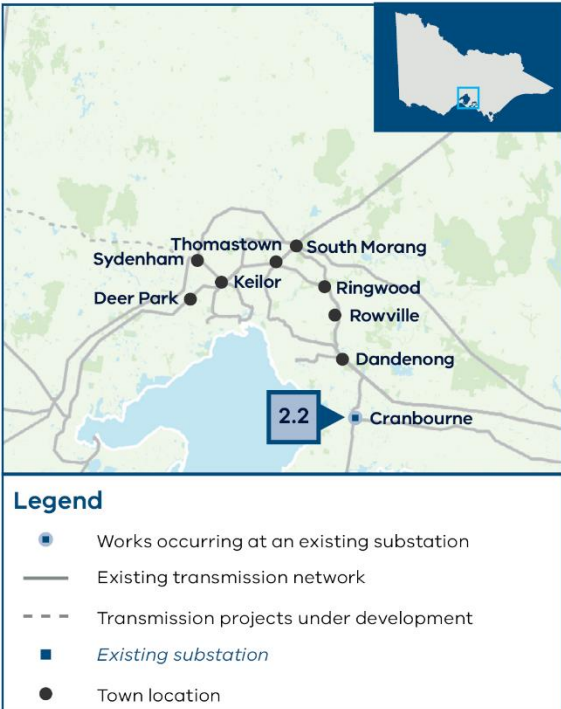 Thomastown
South Morang
Sydenham
Keilor
Ringwood
Deer Park
Rowville
Dandenong
2.2
Cranbourne
Legend
Works occurring at an existing substation
Existing transmission network
Transmission projects under development
Existing substation
Town location